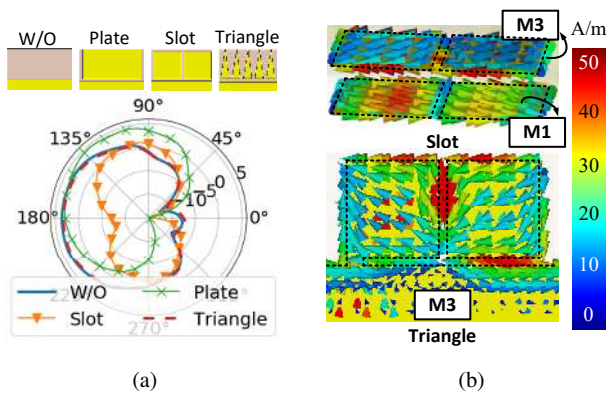 W/O Plate Slot Triangle
90°
135° 45°
180° 0°
-10 -5 0 5
270°
W/O Plate
Slot Triangle
(a)
M3
A/m
50
40
30
20
10
0
Slot
M1
M3
Triangle
(b)